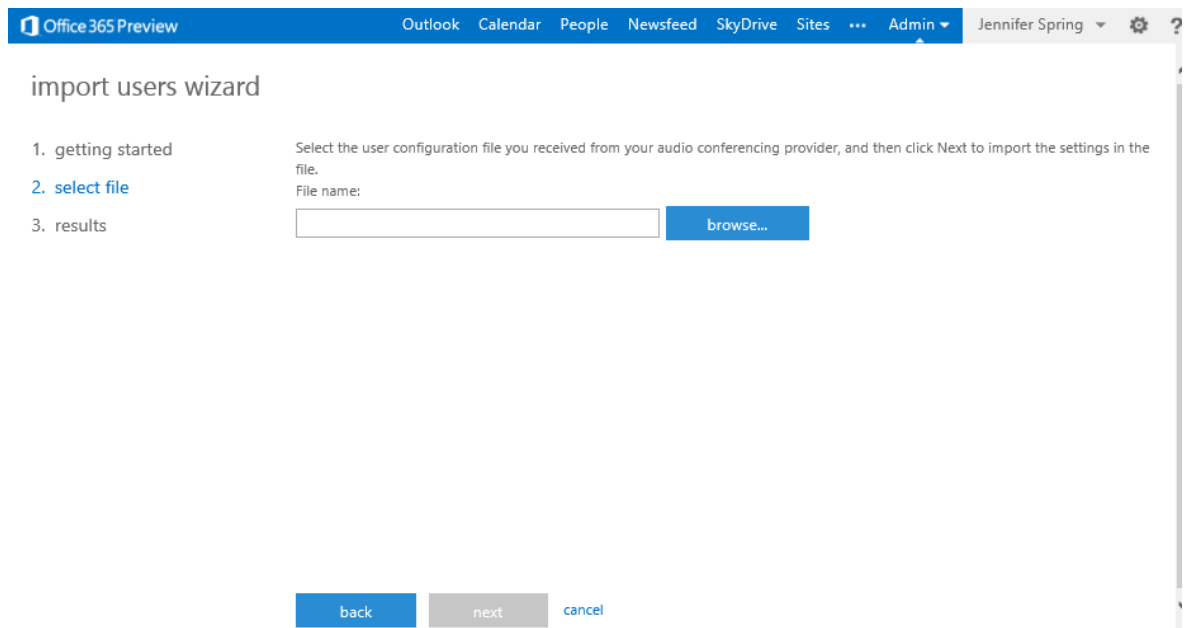 Office 365 Preview Outlook Calendar People Newsfeed SkyDrive Sites ••• Admin Jennifer Spring ?
import users wizard
1. getting started
2. select file
3. results
Select the user configuration file you received from your audio conferencing provider, and then click Next to import the settings in the
file.
File name:
browse...
back next cancel